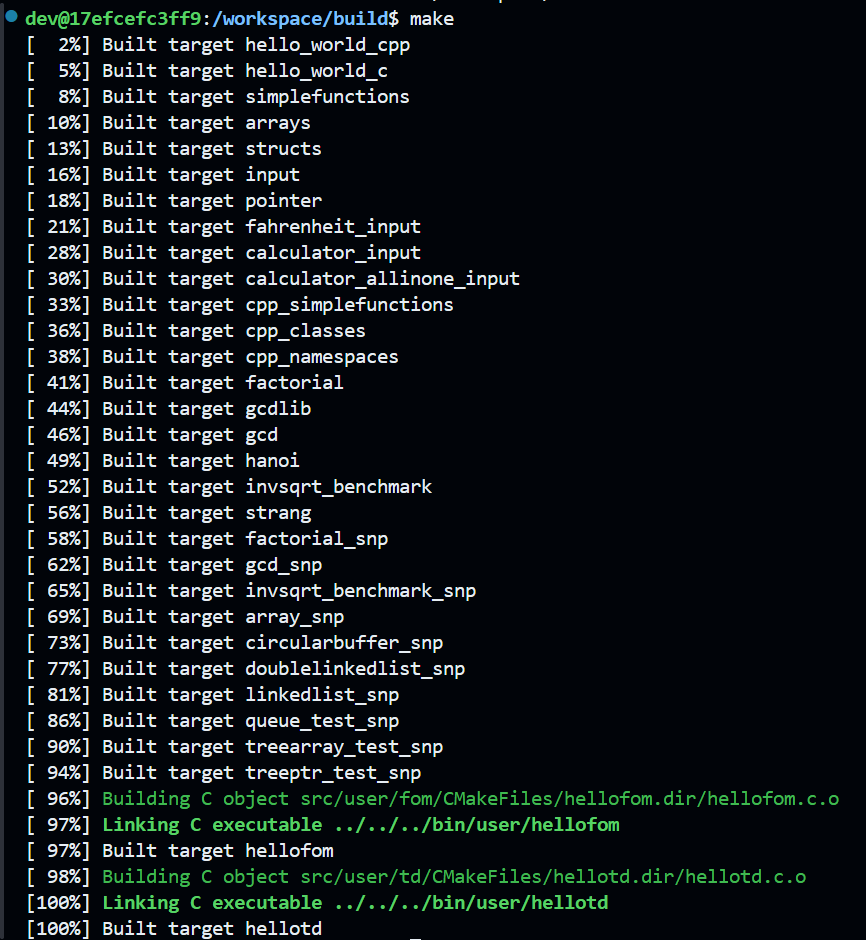 dev@17efcefc3ff9:/workspace/build$ make
[  2%] Built target hello_world_cpp
[  5%] Built target hello_world_c
[  8%] Built target simplefunctions
[ 10%] Built target arrays
[ 13%] Built target structs
[ 16%] Built target input
[ 18%] Built target pointer
[ 21%] Built target fahrenheit_input
[ 28%] Built target calculator_input
[ 30%] Built target calculator_allinone_input
[ 33%] Built target cpp_simplefunctions
[ 36%] Built target cpp_classes
[ 38%] Built target cpp_namespaces
[ 41%] Built target factorial
[ 44%] Built target gcdlib
[ 46%] Built target gcd
[ 49%] Built target hanoi
[ 52%] Built target invsqrt_benchmark
[ 56%] Built target strang
[ 58%] Built target factorial_snp
[ 62%] Built target gcd_snp
[ 65%] Built target invsqrt_benchmark_snp
[ 69%] Built target array_snp
[ 73%] Built target circularbuffer_snp
[ 77%] Built target doublelinkedlist_snp
[ 81%] Built target linkedlist_snp
[ 86%] Built target queue_test_snp
[ 90%] Built target treearray_test_snp
[ 94%] Built target treeptr_test_snp
[ 96%] Building C object src/user/fom/CMakeFiles/hellofom.dir/hellofom.c.o
[ 97%] Linking C executable ../../../bin/user/hellofom
[ 97%] Built target hellofom
[ 98%] Building C object src/user/td/CMakeFiles/hellotd.dir/hellotd.c.o
[100%] Linking C executable ../../../bin/user/hellotd
[100%] Built target hellotd